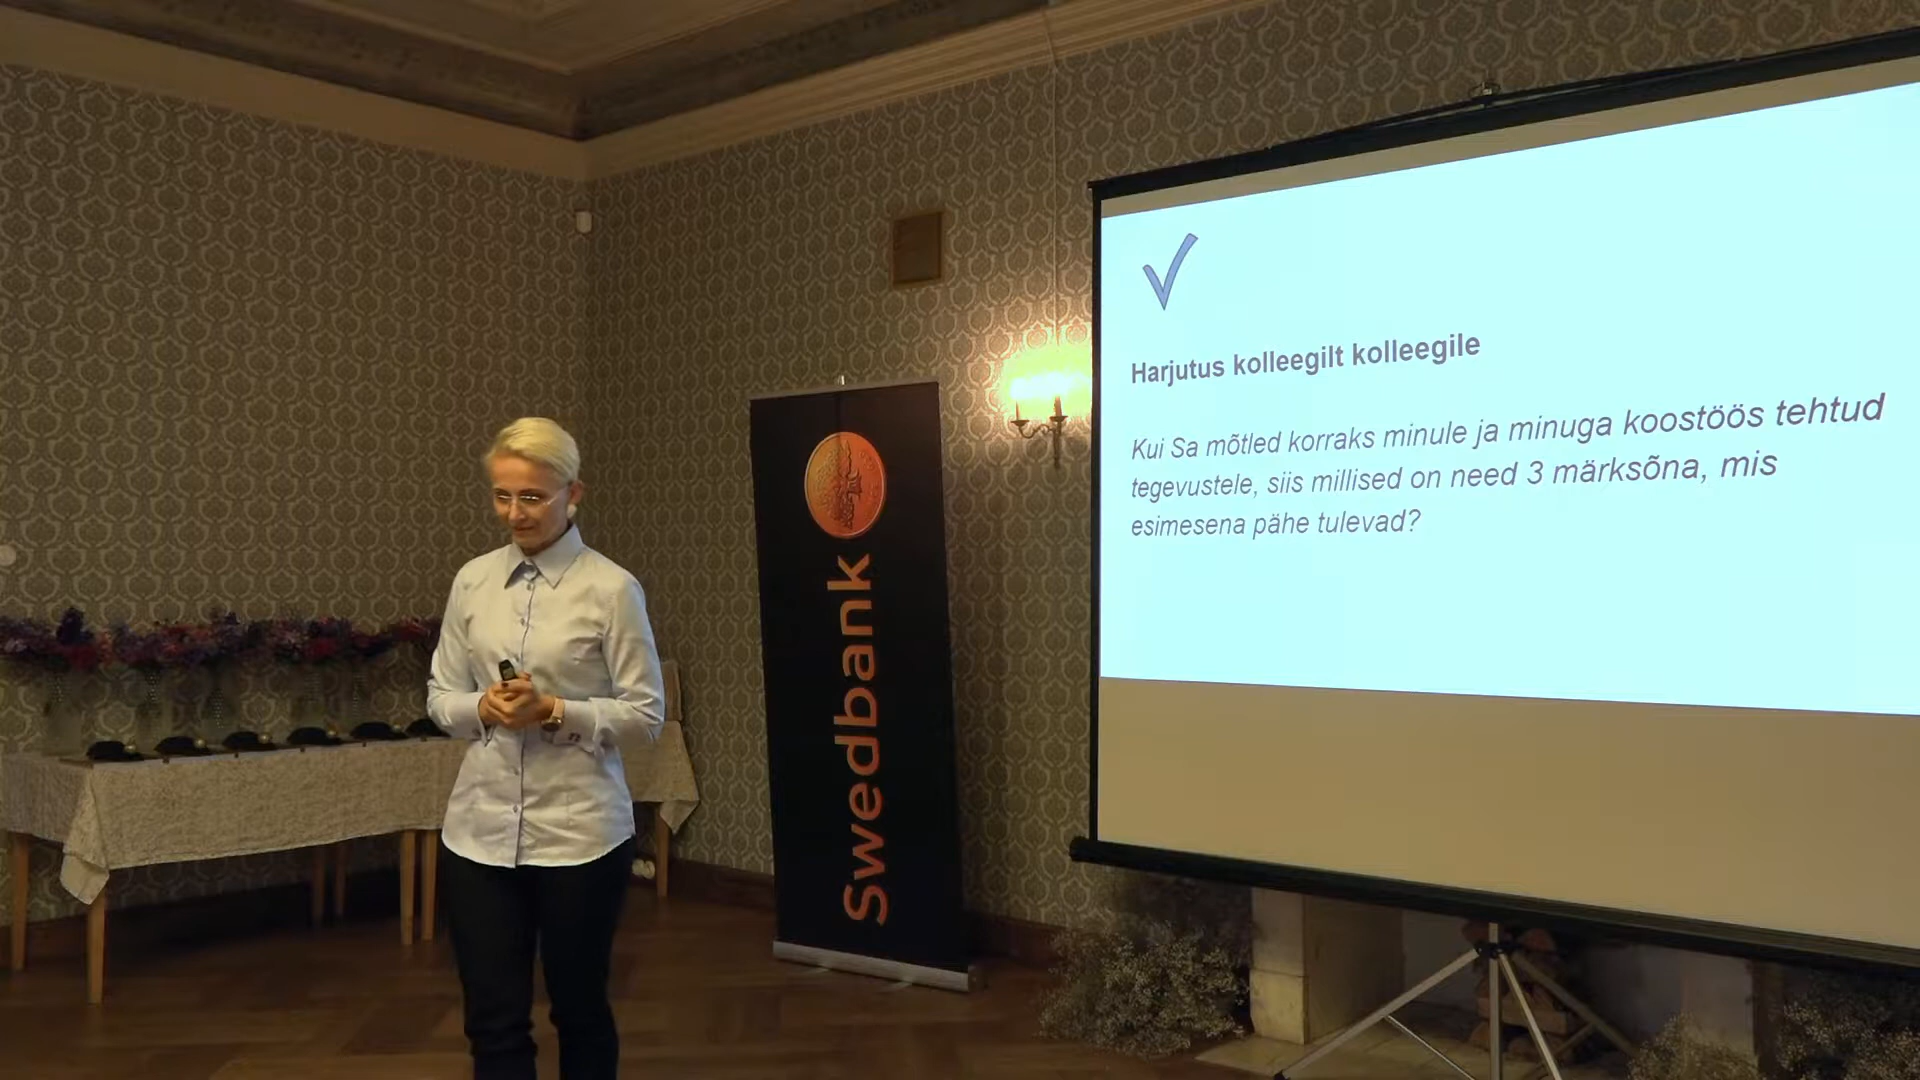 Swedbank
Harjutus kolleegilt kolleegile
Kui Sa mõtled korraks minule ja minuga koostöös tehtud
tegevustele, siis millised on need 3 märksõna, mis
esimesena pähe tulevad?